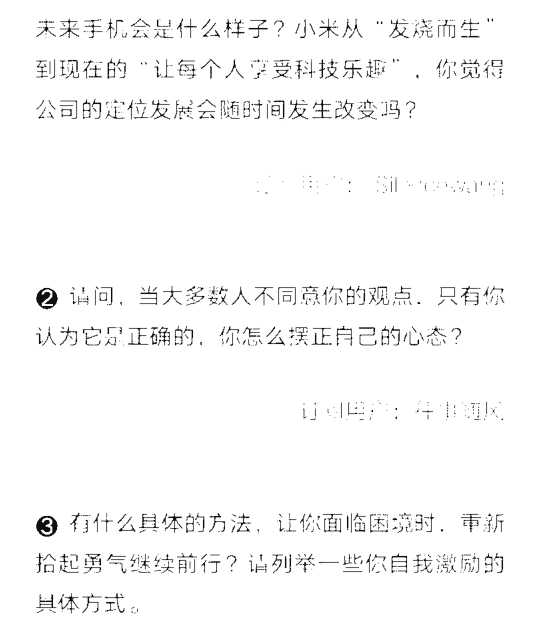 未来手机会是什么样子？小米从“发烧而生”
到现在的“让每个人享受科技乐趣”，你觉得
公司的定位发展会随时间发生改变吗？
❷ 请问，当大多数人不同意你的观点，只有你
认为它是正确的，你怎么摆正自己的心态？
用户：往事随风
❸ 有什么具体的方法，让你面临困境时，重新
拾起勇气继续前行？请列举一些你自我激励的
具体方式。